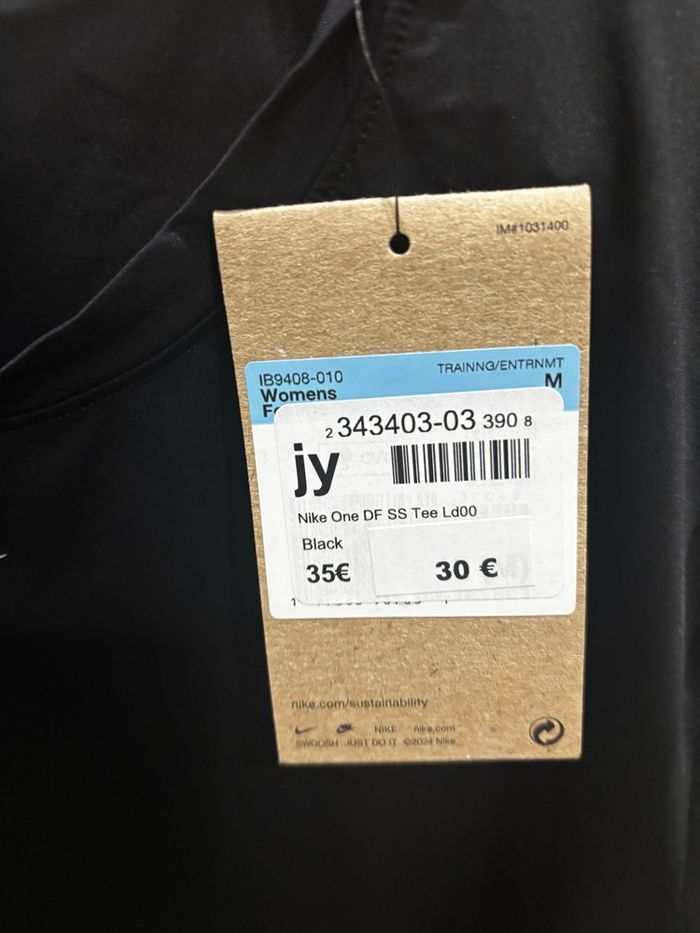 IM#1031400
IB9408-010 TRAINNG/ENTRNMT
Womens M
2 343403-03 390 8
jy
Nike One DF SS Tee Ld00
Black
35€ 30 €
nike.com/sustainability
NIKE nike.com
SWOOSH JUST DO IT ©2024 Nike